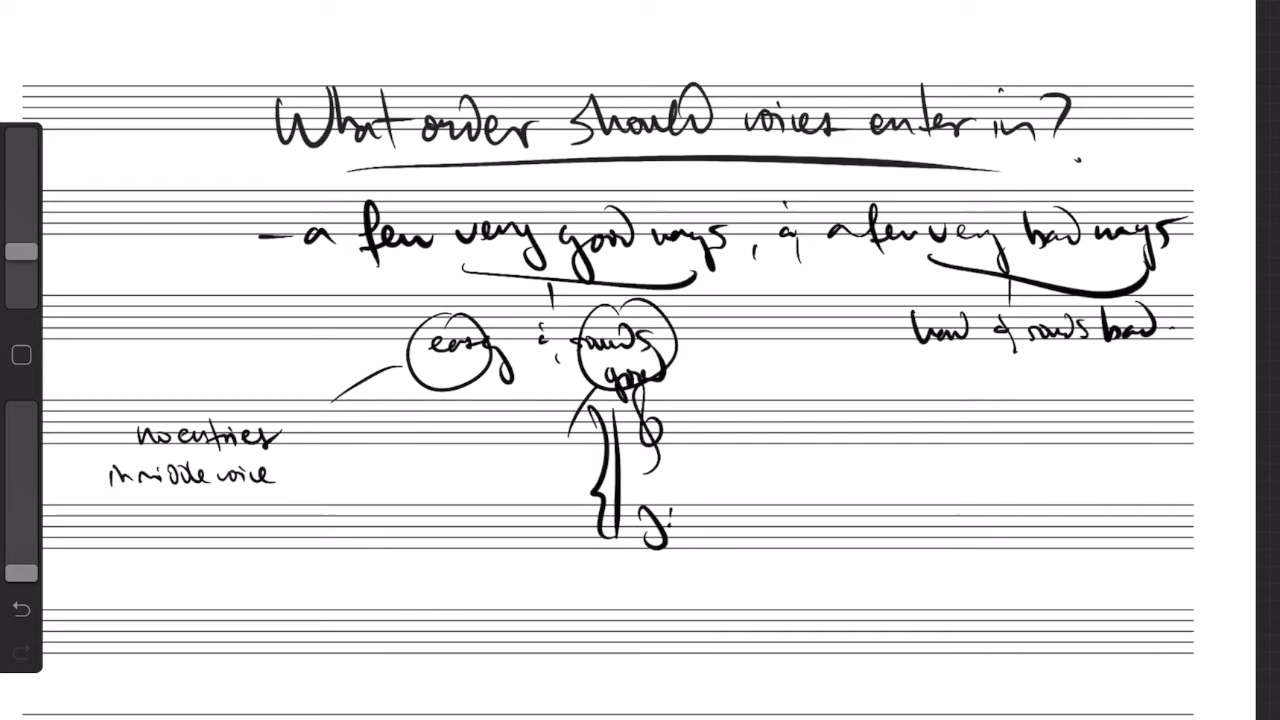 What order should voices enter in?
- a few very good ways, & a few very bad ways
easy & sounds good
hard & sounds bad.
no entries
in middle voice